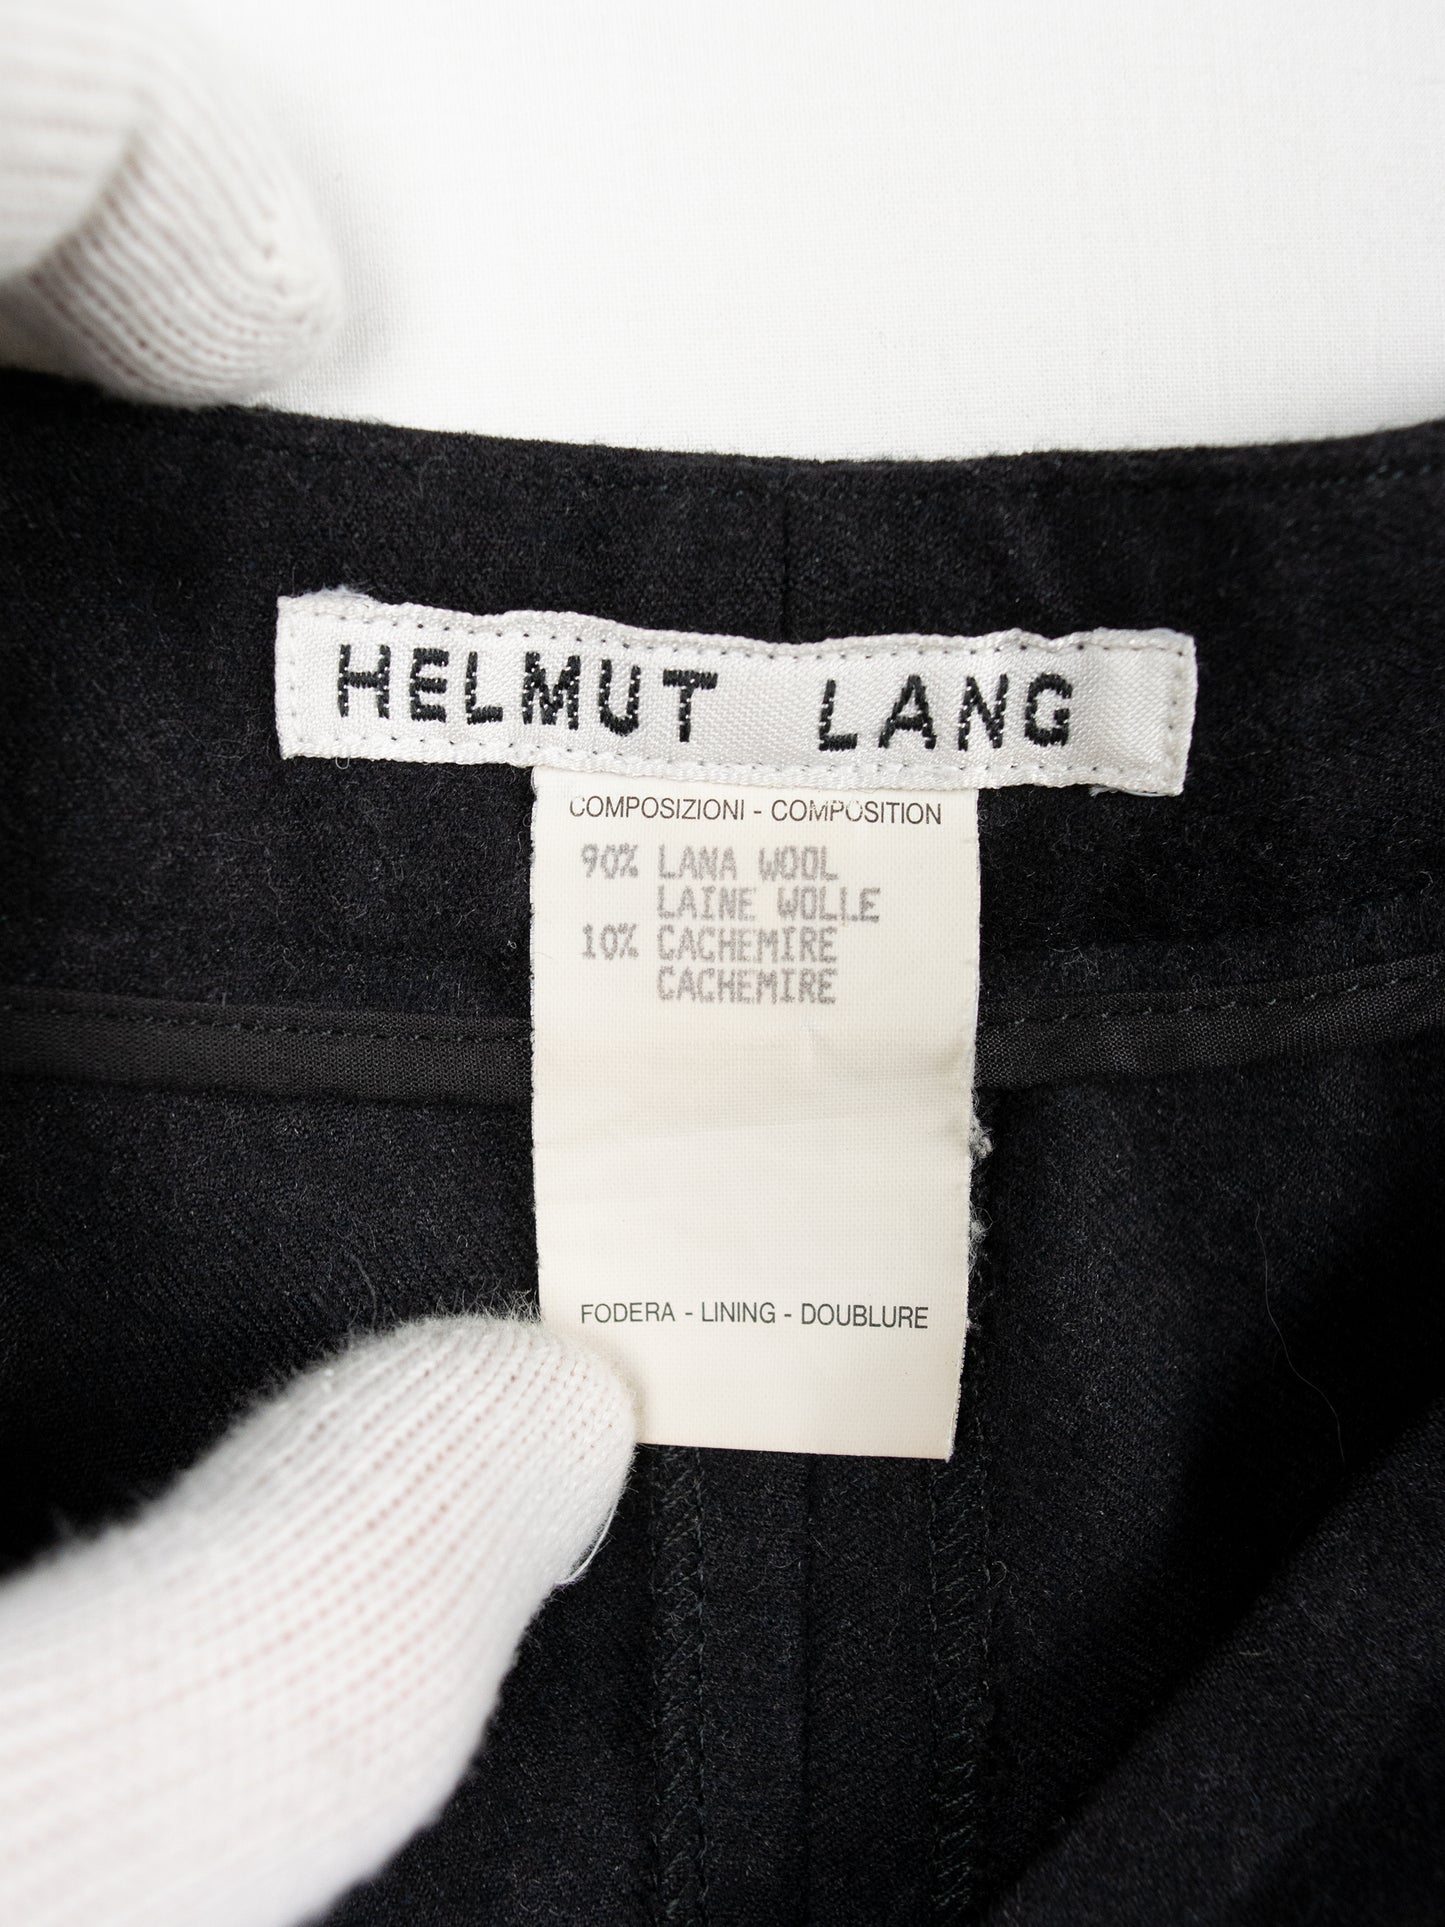 HELMUT LANG
COMPOSIZIONI - COMPOSITION
90% LANA WOOL
LAINE WOLLE
10% CACHEMIRE
CACHEMIRE
FODERA - LINING - DOUBLURE